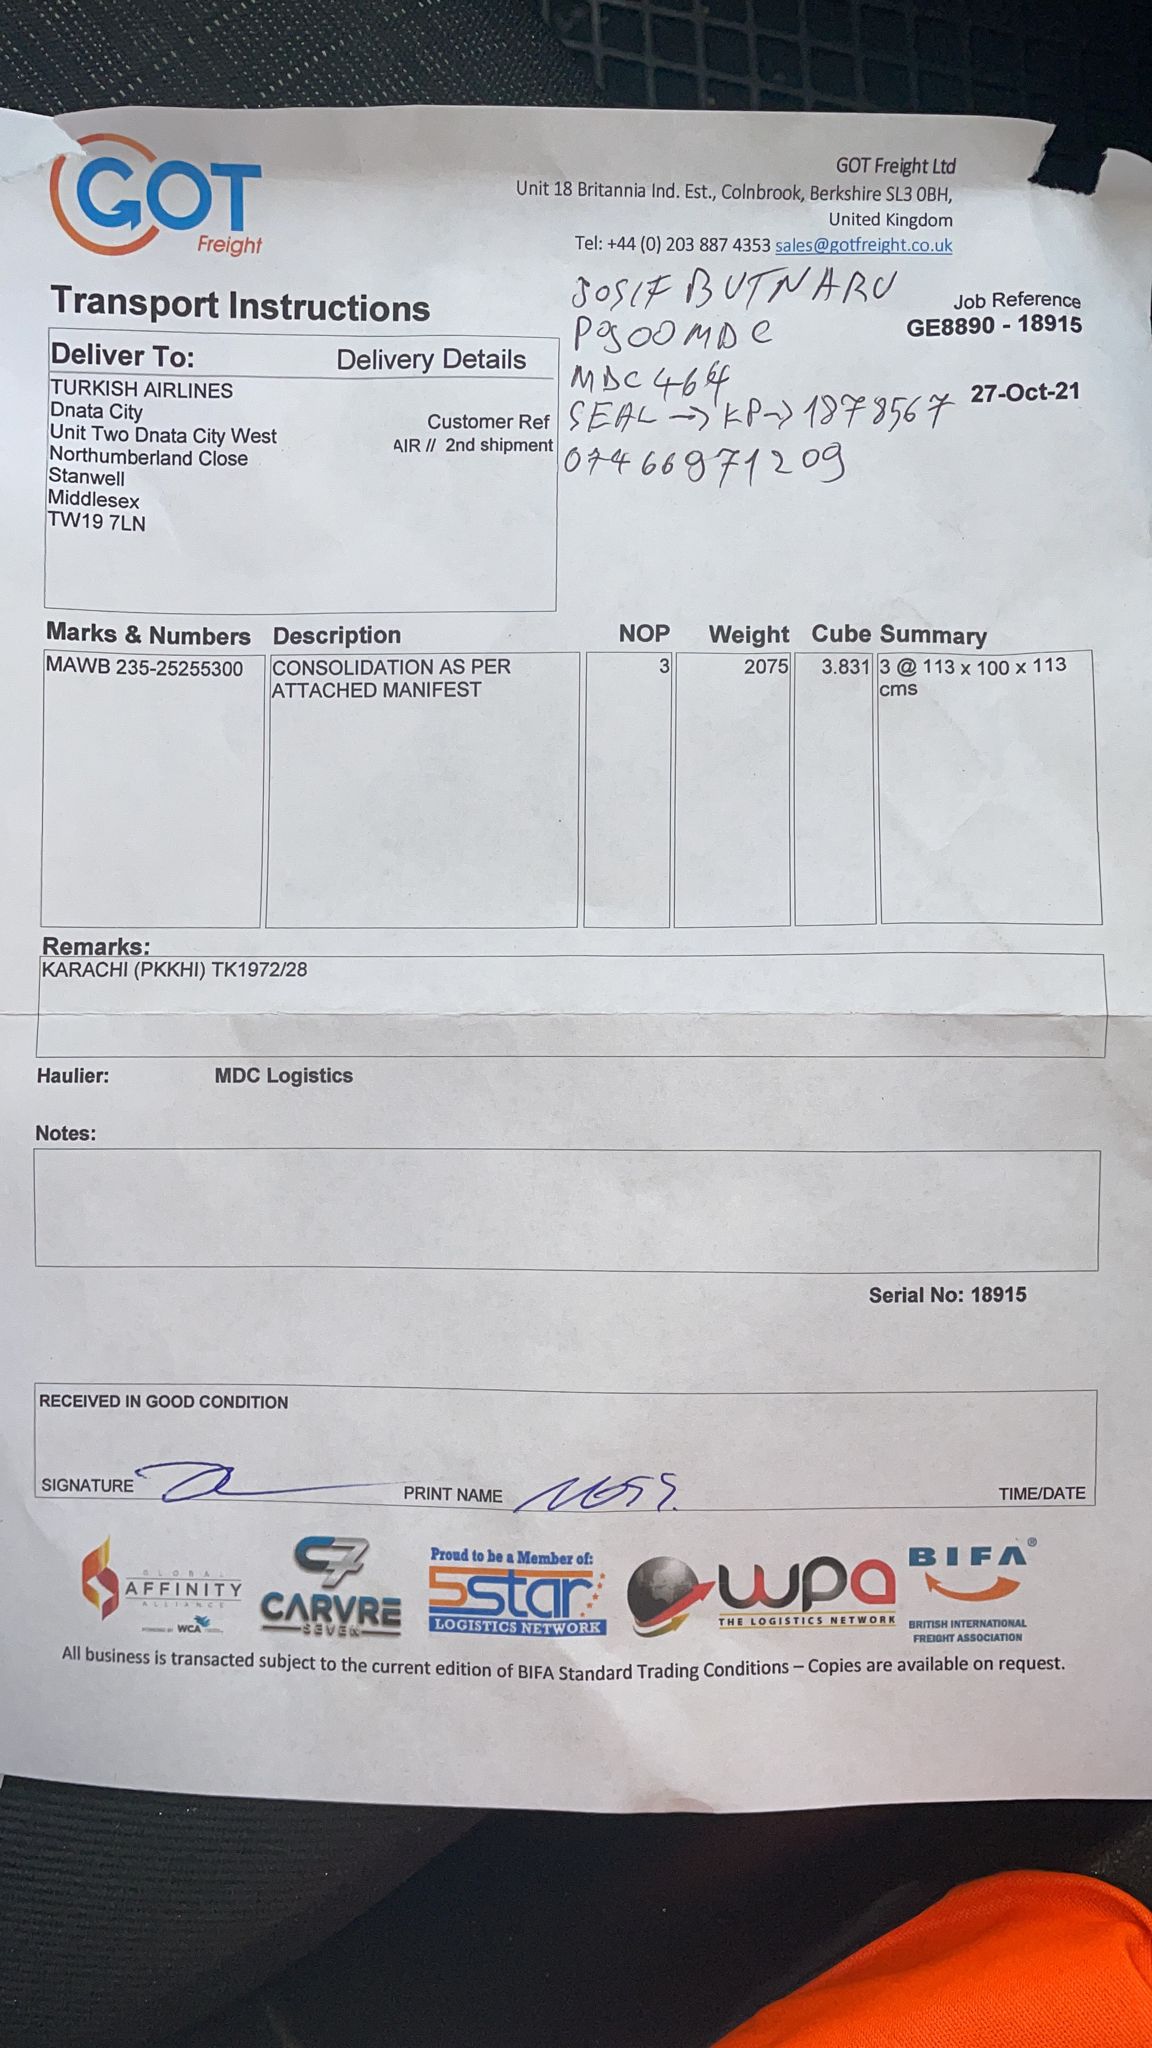 GOT
Freight
GOT Freight Ltd
Unit 18 Britannia Ind. Est., Colnbrook, Berkshire SL3 0BH,
United Kingdom
Tel: +44 (0) 203 887 4353 sales@gotfreight.co.uk
Transport Instructions
JOSIF BUTNARU
Job Reference
P900MDC
GE8890 - 18915
Deliver To: Delivery Details
MDC 464
27-Oct-21
TURKISH AIRLINES
Dnata City
Customer Ref
SEAL → KP → 1878567
Unit Two Dnata City West
AIR // 2nd shipment
07466971209
Northumberland Close
Stanwell
Middlesex
TW19 7LN
Marks & Numbers Description NOP Weight Cube Summary
MAWB 235-25255300 CONSOLIDATION AS PER 3 2075 3.831 3 @ 113 x 100 x 113
ATTACHED MANIFEST cms
Remarks:
KARACHI (PKKHI) TK1972/28
Haulier: MDC Logistics
Notes:
Serial No: 18915
RECEIVED IN GOOD CONDITION
SIGNATURE PRINT NAME TIME/DATE
GLOBAL
AFFINITY
ALLIANCE
POWERED BY WCA
C7
CARVRE
SEVEN
Proud to be a Member of:
5star
LOGISTICS NETWORK
wpa
THE LOGISTICS NETWORK
BIFA®
BRITISH INTERNATIONAL
FREIGHT ASSOCIATION
All business is transacted subject to the current edition of BIFA Standard Trading Conditions – Copies are available on request.